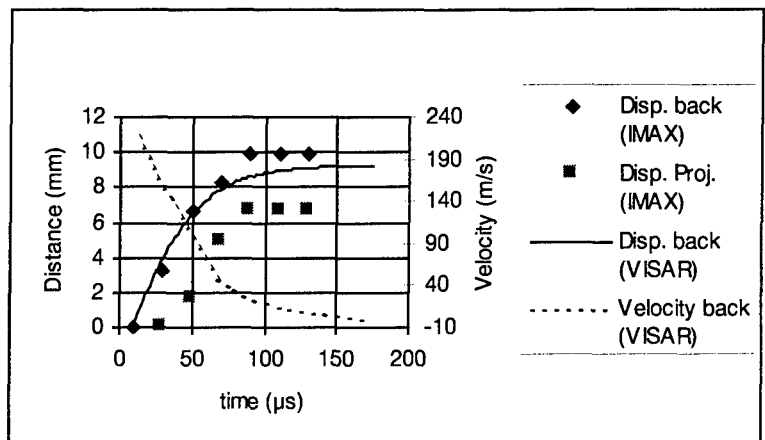 12
10
8
6
4
2
0
Distance (mm)
240
190
140
90
40
-10
Velocity (m/s)
0 50 100 150 200
time (µs)
Disp. back
(IMAX)
Disp. Proj.
(IMAX)
Disp. back
(VISAR)
Velocity back
(VISAR)